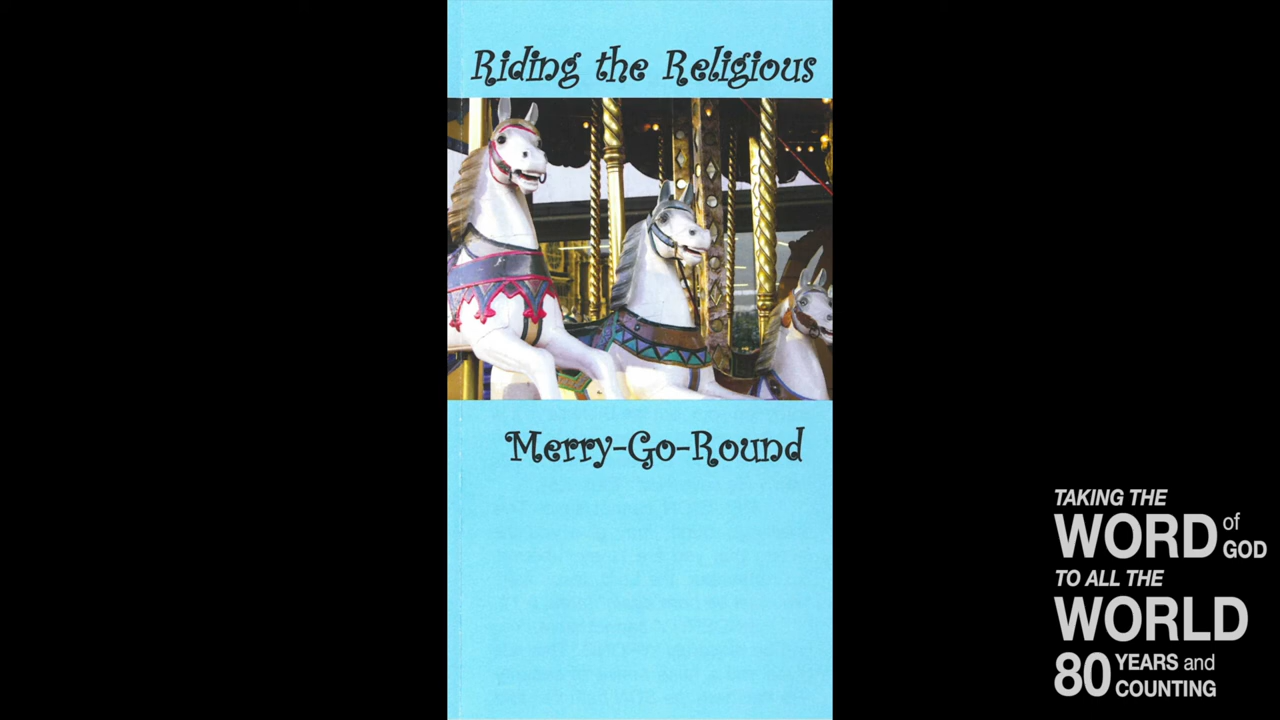 Riding the Religious
Merry-Go-Round
TAKING THE
WORD of
GOD
TO ALL THE
WORLD
80 YEARS and
COUNTING